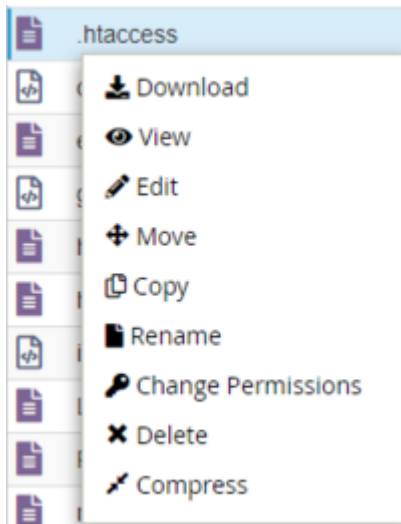 .htaccess
Download
View
Edit
Move
Copy
Rename
Change Permissions
Delete
Compress